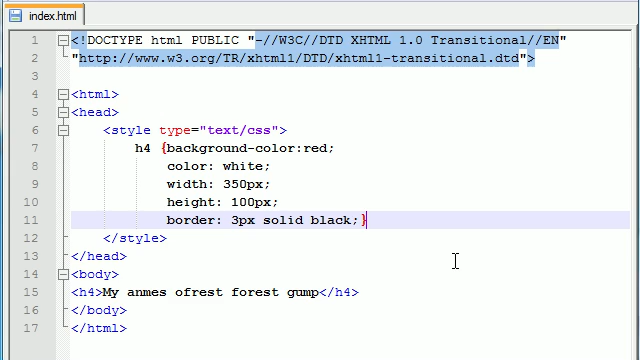 index.html
1 <!DOCTYPE html PUBLIC "-//W3C//DTD XHTML 1.0 Transitional//EN"
2 "http://www.w3.org/TR/xhtml1/DTD/xhtml1-transitional.dtd">
3
4 <html>
5 <head>
6 <style type="text/css">
7 h4 {background-color:red;
8 color: white;
9 width: 350px;
10 height: 100px;
11 border: 3px solid black;}
12 </style>
13 </head>
14 <body>
15 <h4>My anmes ofrest forest gump</h4>
16 </body>
17 </html>